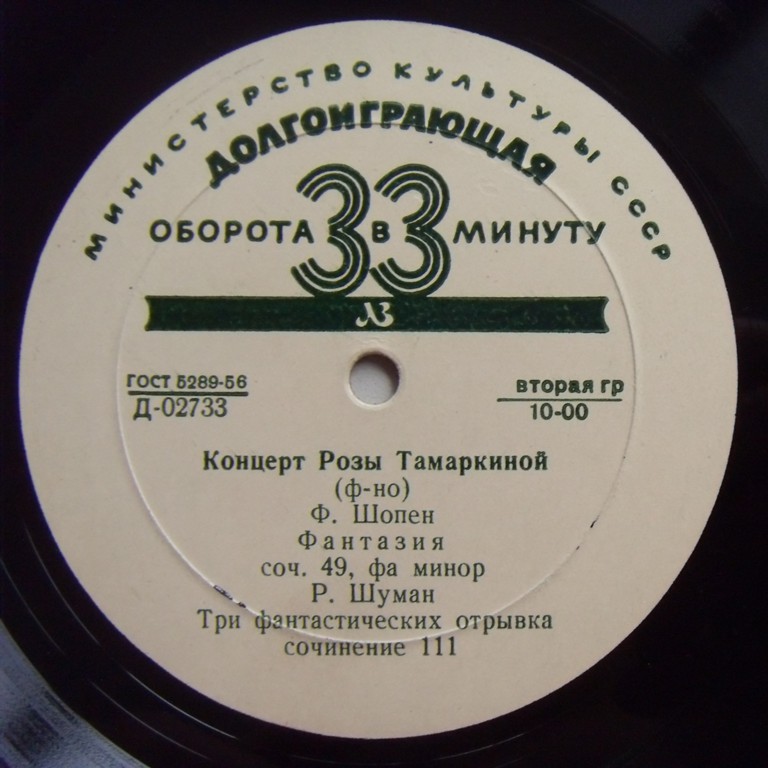 МИНИСТЕРСТВО КУЛЬТУРЫ СССР
ДОЛГОИГРАЮЩАЯ
ОБОРОТА 33 В МИНУТУ
ЛЗ
ГОСТ 5289-56
Д-02733
ВТОРАЯ ГР
10-00
Концерт Розы Тамаркиной
(ф-но)
Ф. Шопен
Фантазия
соч. 49, фа минор
Р. Шуман
Три фантастических отрывка
сочинение 111